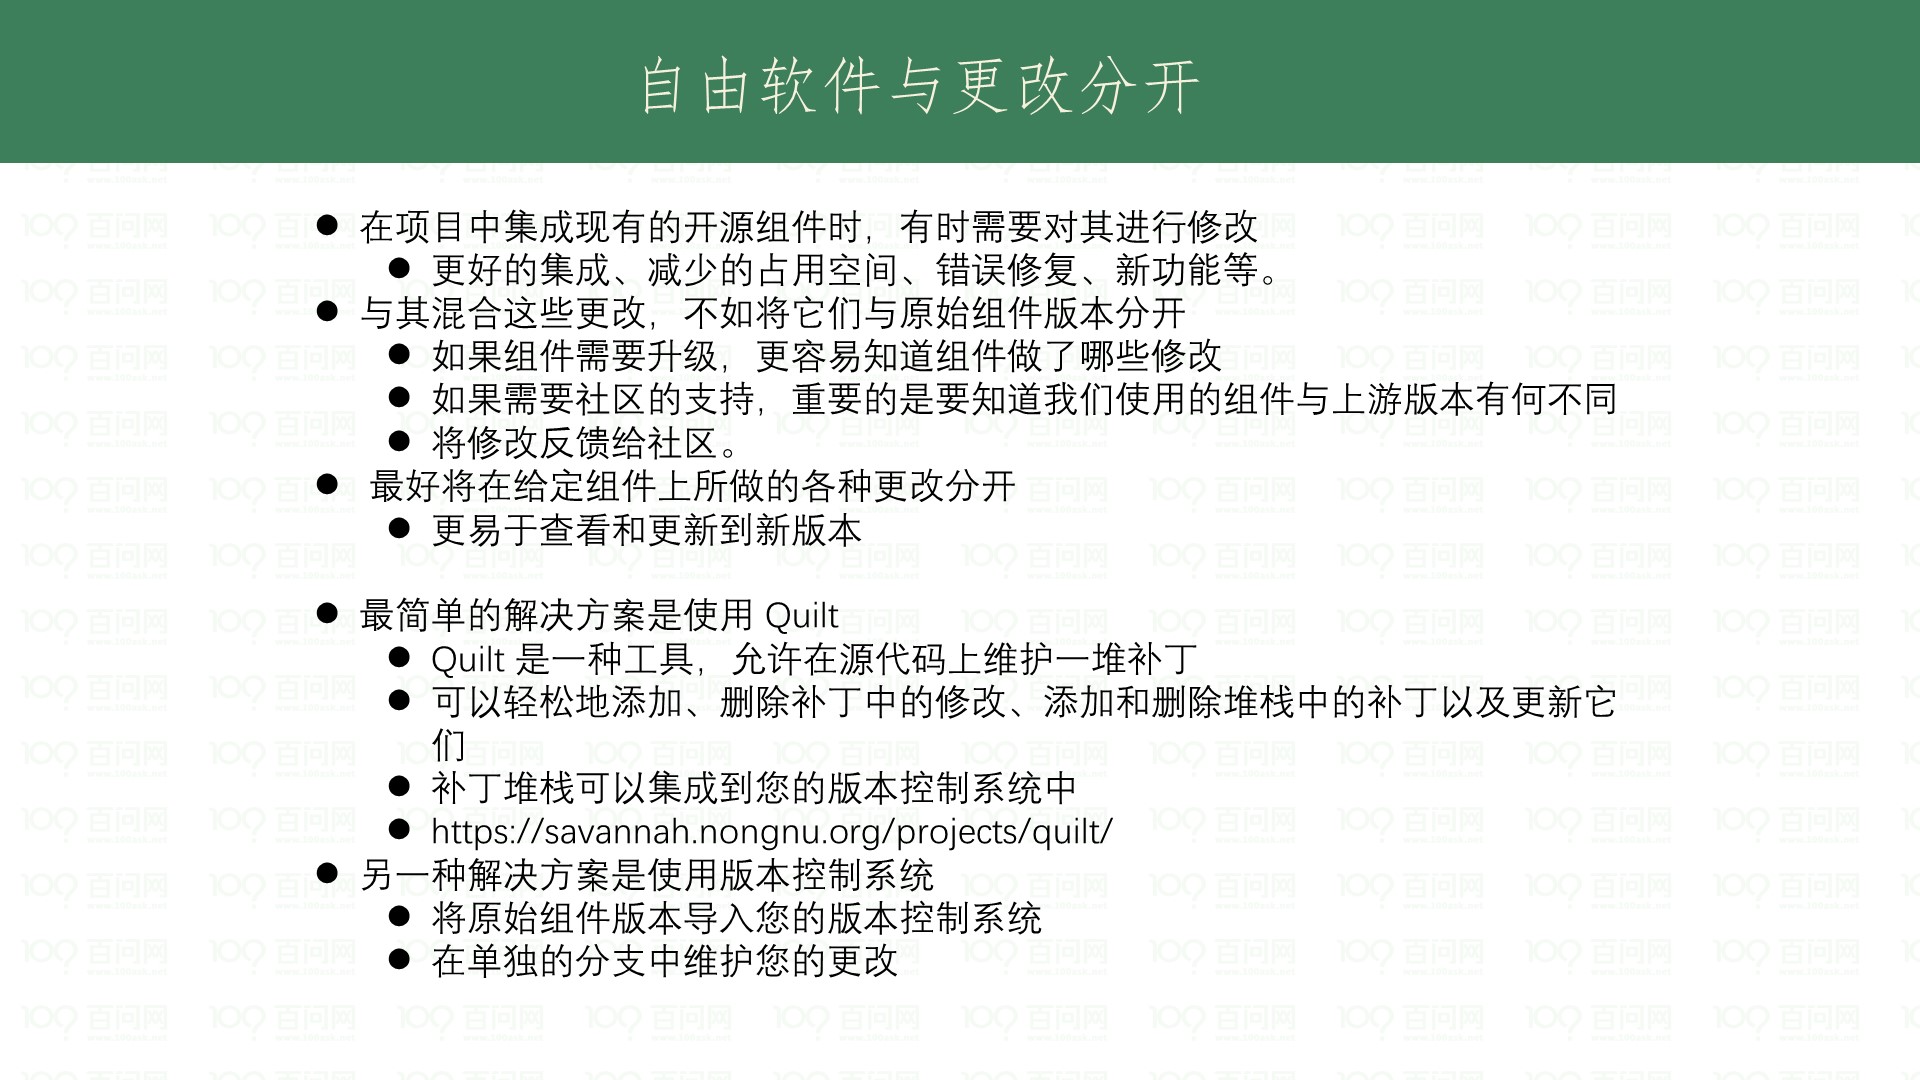 自由软件与更改分开
● 在项目中集成现有的开源组件时，有时需要对其进行修改
● 更好的集成、减少的占用空间、错误修复、新功能等。
● 与其混合这些更改，不如将它们与原始组件版本分开
● 如果组件需要升级，更容易知道组件做了哪些修改
● 如果需要社区的支持，重要的是要知道我们使用的组件与上游版本有何不同
● 将修改反馈给社区。
● 最好将在给定组件上所做的各种更改分开
● 更易于查看和更新到新版本
● 最简单的解决方案是使用 Quilt
● Quilt 是一种工具，允许在源代码上维护一堆补丁
● 可以轻松地添加、删除补丁中的修改、添加和删除堆栈中的补丁以及更新它
们
● 补丁堆栈可以集成到您的版本控制系统中
● https://savannah.nongnu.org/projects/quilt/
● 另一种解决方案是使用版本控制系统
● 将原始组件版本导入您的版本控制系统
● 在单独的分支中维护您的更改